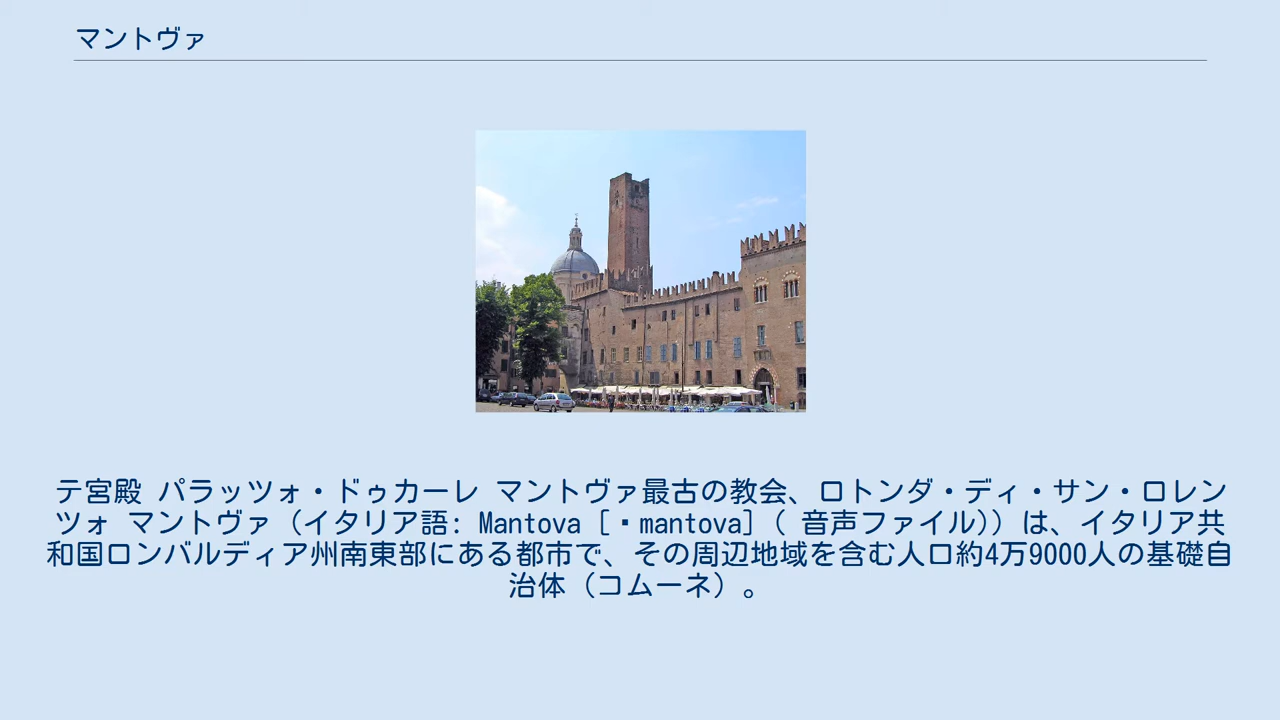 マントヴァ
テ宮殿 パラッツォ・ドゥカーレ マントヴァ最古の教会、ロトンダ・ディ・サン・ロレン
ツォ マントヴァ（イタリア語: Mantova [ˈmantova]（ 音声ファイル)）は、イタリア共
和国ロンバルディア州南東部にある都市で、その周辺地域を含む人口約4万9000人の基礎自
治体（コムーネ）。